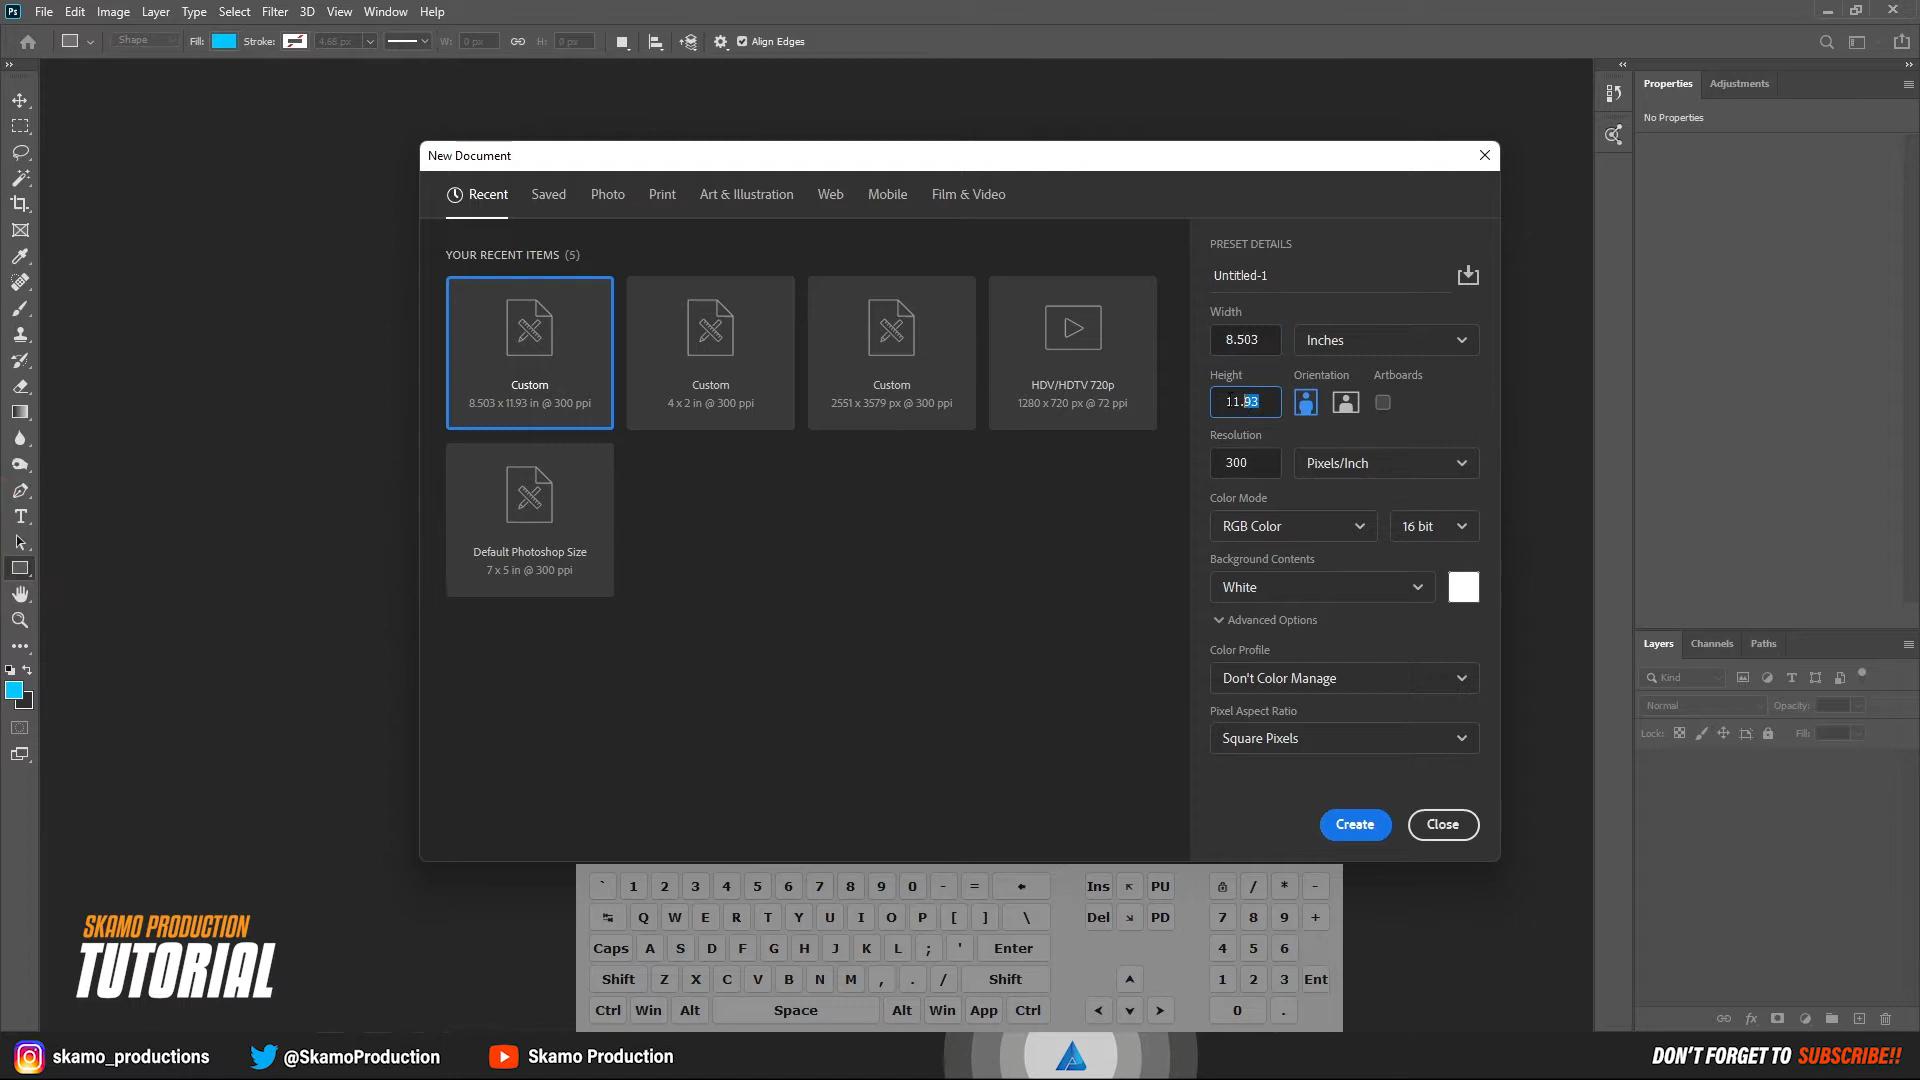 Ps File Edit Image Layer Type Select Filter 3D View Window Help
Shape Fill: Stroke: 4.68 px W: 0 px H: 0 px Align Edges
Properties Adjustments
No Properties
New Document
Recent Saved Photo Print Art & Illustration Web Mobile Film & Video
YOUR RECENT ITEMS (5)
Custom
8.503 x 11.93 in @ 300 ppi
Custom
4 x 2 in @ 300 ppi
Custom
2551 x 3579 px @ 300 ppi
HDV/HDTV 720p
1280 x 720 px @ 72 ppi
Default Photoshop Size
7 x 5 in @ 300 ppi
PRESET DETAILS
Untitled-1
Width
8.503 Inches
Height Orientation Artboards
11.93
Resolution
300 Pixels/Inch
Color Mode
RGB Color 16 bit
Background Contents
White
Advanced Options
Color Profile
Don't Color Manage
Pixel Aspect Ratio
Square Pixels
Create Close
Layers Channels Paths
Kind
Normal Opacity:
Lock: Fill:
` 1 2 3 4 5 6 7 8 9 0 - = Ins PU / * -
Q W E R T Y U I O P [ ] \ Del PD 7 8 9 +
Caps A S D F G H J K L ; ' Enter 4 5 6
Shift Z X C V B N M , . / Shift 1 2 3 Ent
Ctrl Win Alt Space Alt Win App Ctrl 0 .
SKAMO PRODUCTION
TUTORIAL
skamo_productions @SkamoProduction Skamo Production DON'T FORGET TO SUBSCRIBE!!